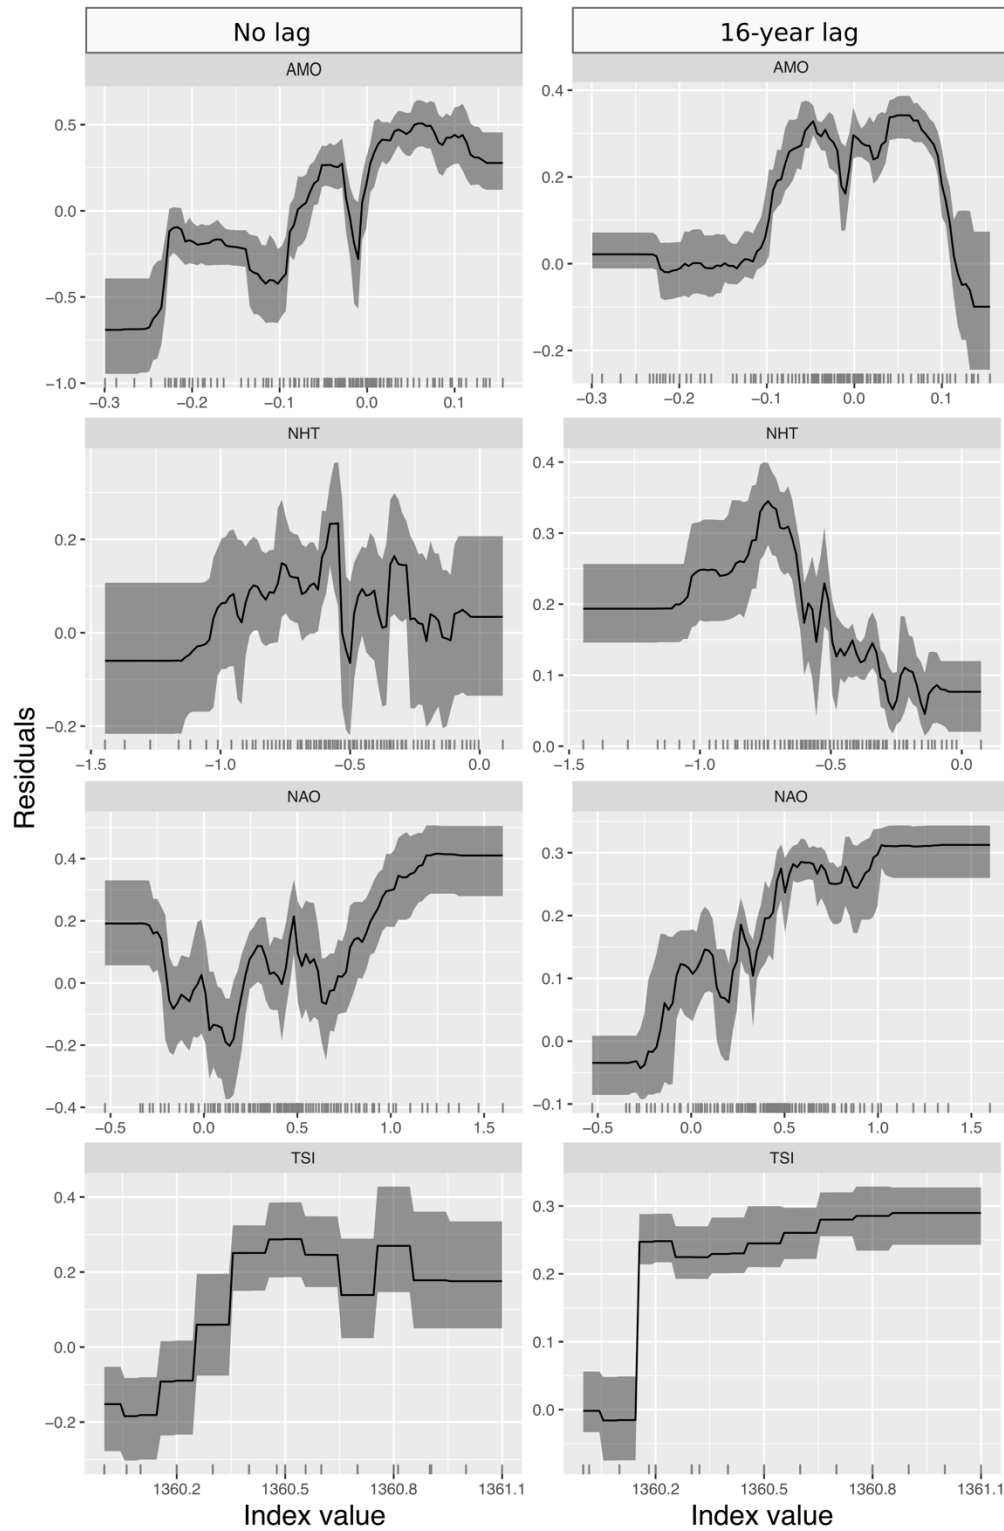 No lag 16-year lag
AMO AMO
0.5
0.0
−0.5
−1.0
−0.3 −0.2 −0.1 0.0 0.1
0.4
0.2
0.0
−0.2
−0.3 −0.2 −0.1 0.0 0.1
NHT NHT
0.2
0.0
−0.2
−1.5 −1.0 −0.5 0.0
0.4
0.3
0.2
0.1
0.0
−1.5 −1.0 −0.5 0.0
Residuals
NAO NAO
0.4
0.2
0.0
−0.2
−0.4
−0.5 0.0 0.5 1.0 1.5
0.3
0.2
0.1
0.0
−0.1
−0.5 0.0 0.5 1.0 1.5
TSI TSI
0.4
0.2
0.0
−0.2
1360.2 1360.5 1360.8 1361.1
0.3
0.2
0.1
0.0
1360.2 1360.5 1360.8 1361.1
Index value Index value